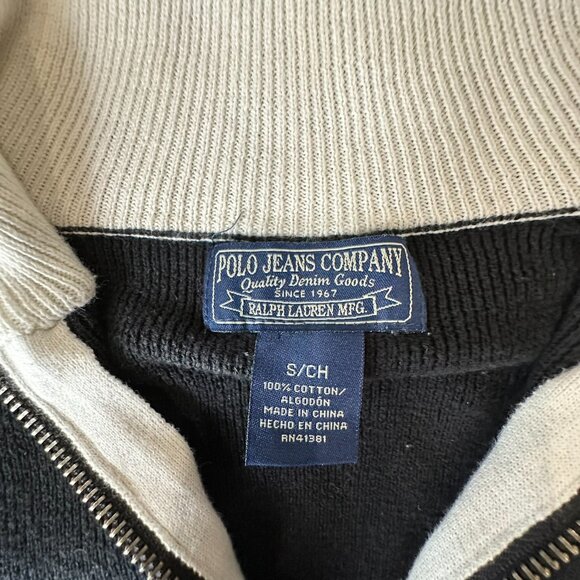 POLO JEANS COMPANY
Quality Denim Goods
SINCE 1967
RALPH LAUREN MFG.
S/CH
100% COTTON/
ALGODÓN
MADE IN CHINA
HECHO EN CHINA
RN41381